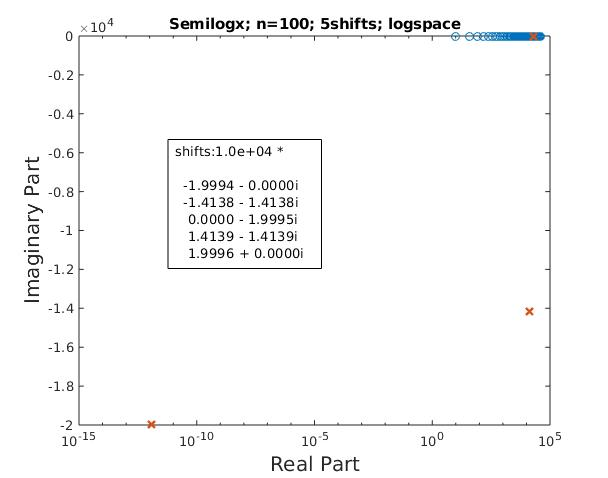 Semilogx; n=100; 5shifts; logspace
×10^4
0
-0.2
-0.4
-0.6
-0.8
-1
-1.2
-1.4
-1.6
-1.8
-2
Imaginary Part
shifts:1.0e+04 *
-1.9994 - 0.0000i
-1.4138 - 1.4138i
0.0000 - 1.9995i
1.4139 - 1.4139i
1.9996 + 0.0000i
10^-15 10^-10 10^-5 10^0 10^5
Real Part